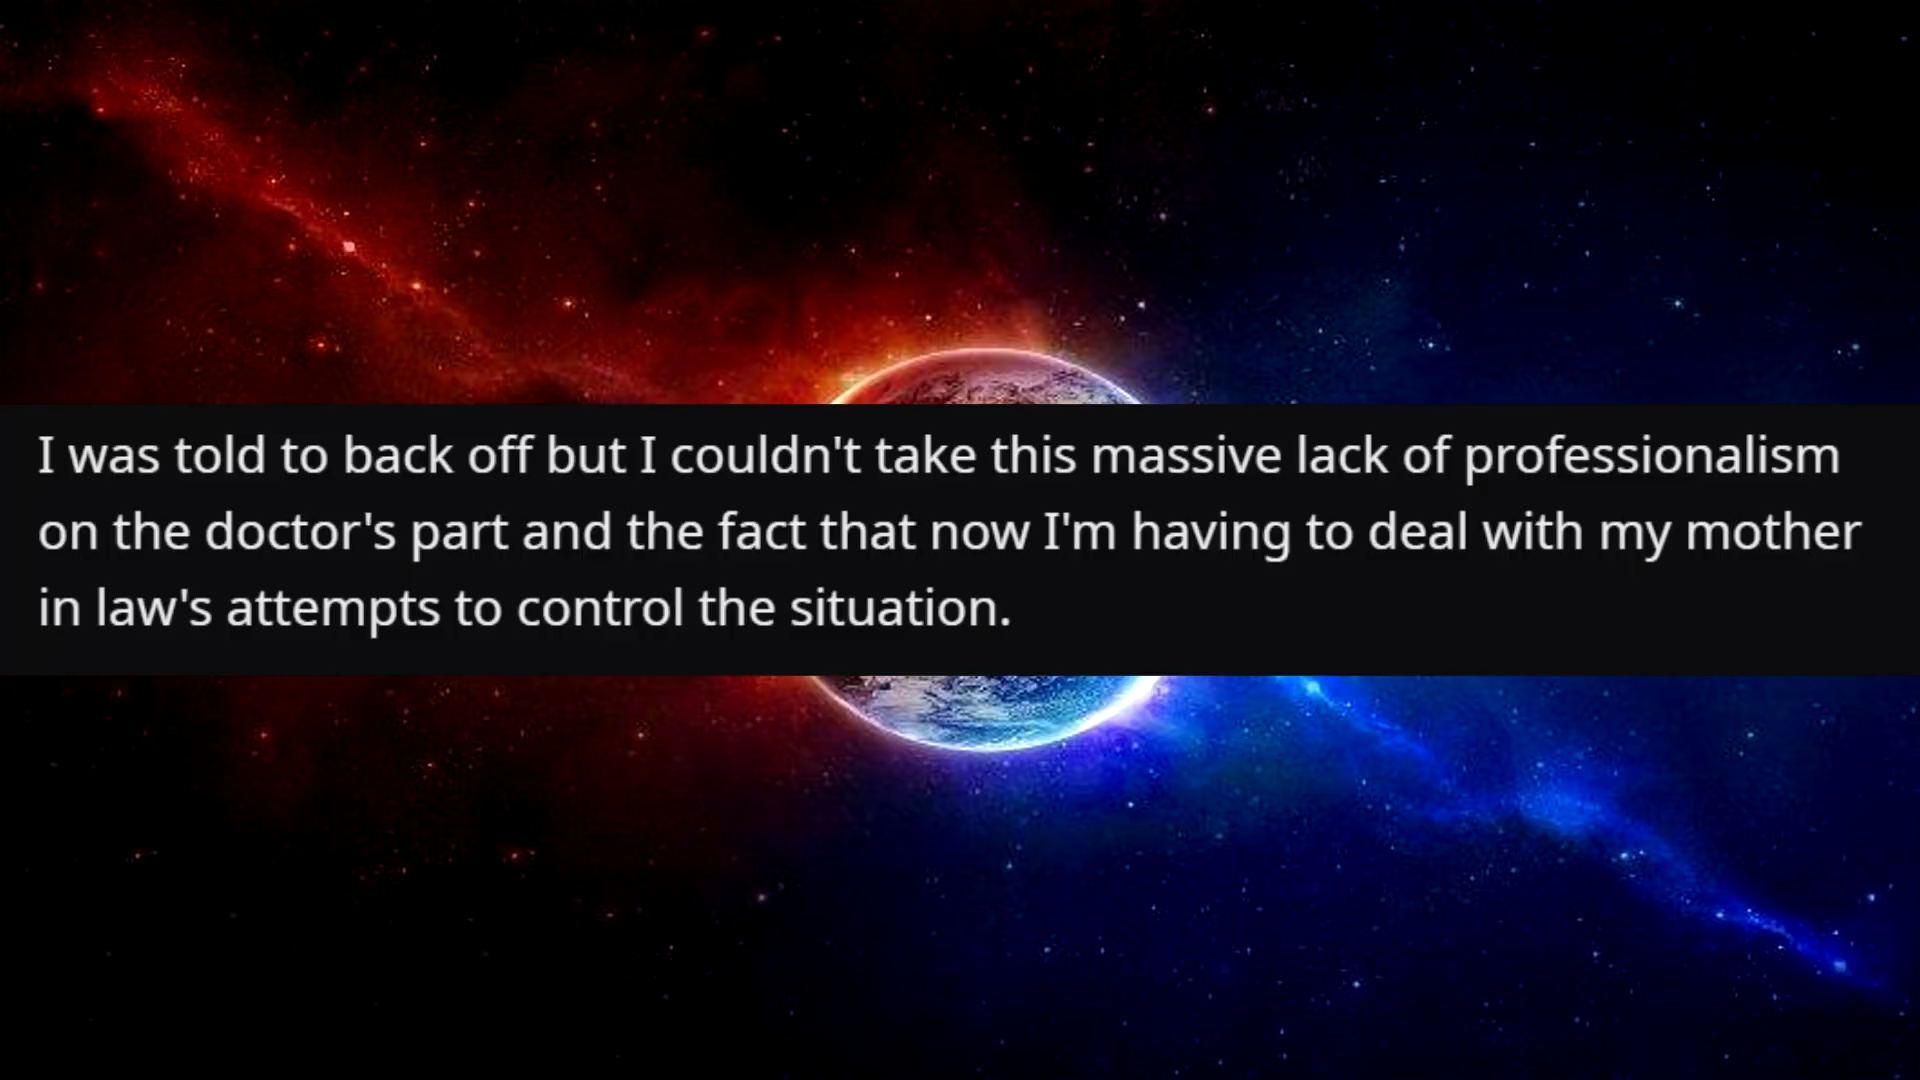 I was told to back off but I couldn't take this massive lack of professionalism
on the doctor's part and the fact that now I'm having to deal with my mother
in law's attempts to control the situation.